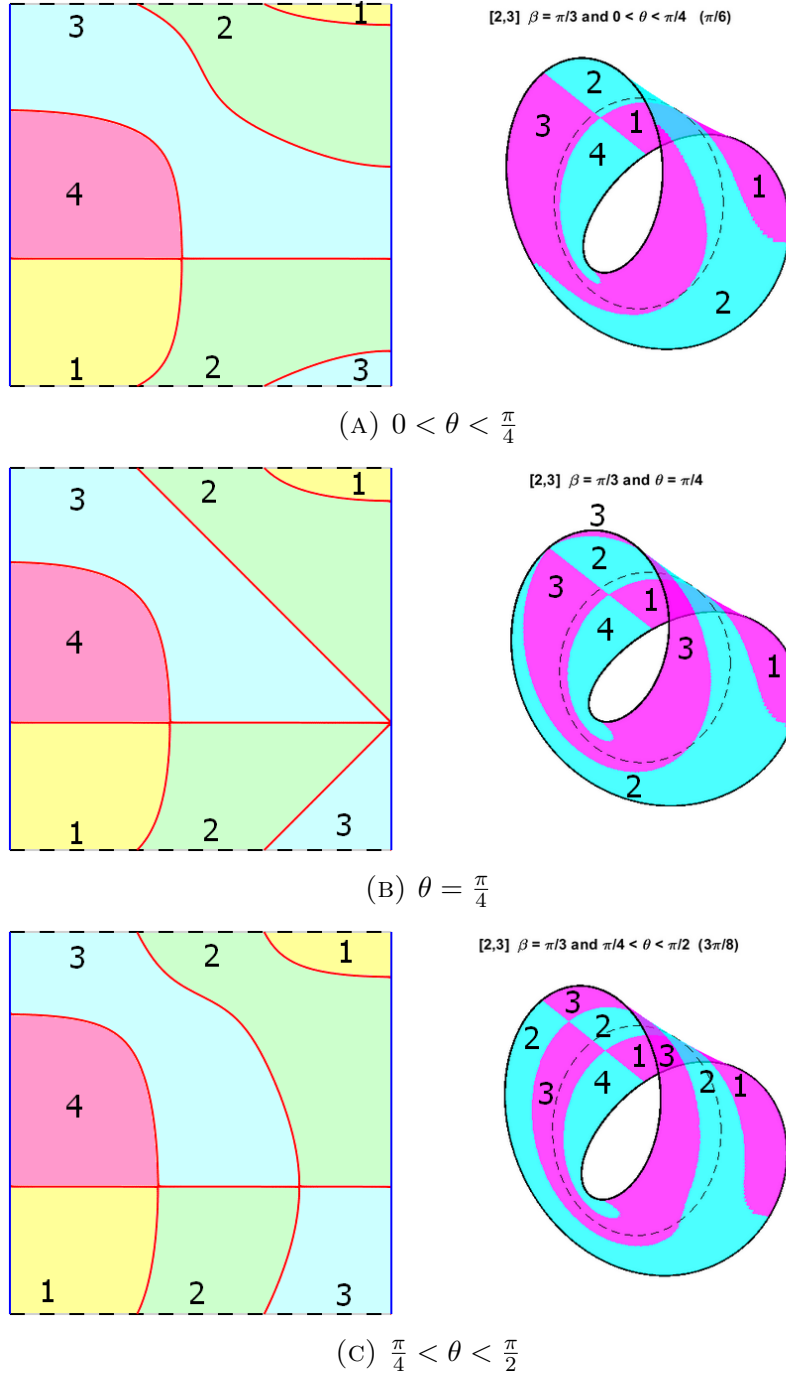 [2,3] β = π/3 and 0 < θ < π/4 (π/6)
3 2 1
4
1 2 3
2
3 1
4
1
2
(A) 0 < θ < π/4
[2,3] β = π/3 and θ = π/4
3 2 1
4
1 2 3
3
2
3 1
4 3 1
2
(B) θ = π/4
[2,3] β = π/3 and π/4 < θ < π/2 (3π/8)
3 2 1
4
1 2 3
3
2 2
1 3 1
4 2
3
(C) π/4 < θ < π/2